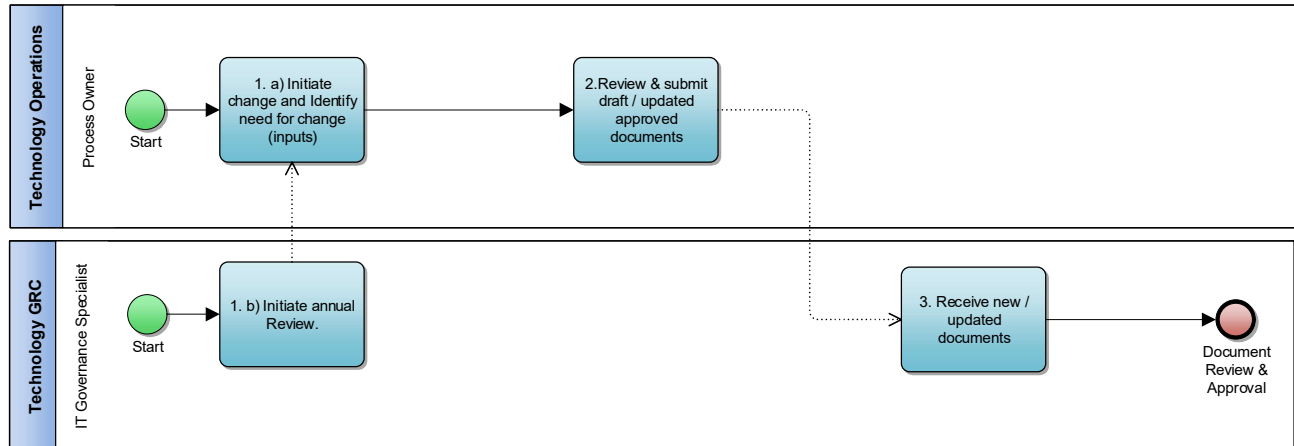 Technology Operations
Process Owner
Start
1. a) Initiate
change and Identify
need for change
(inputs)
2.Review & submit
draft / updated
approved
documents
Technology GRC
IT Governance Specialist
Start
1. b) Initiate annual
Review.
3. Receive new /
updated
documents
Document
Review &
Approval